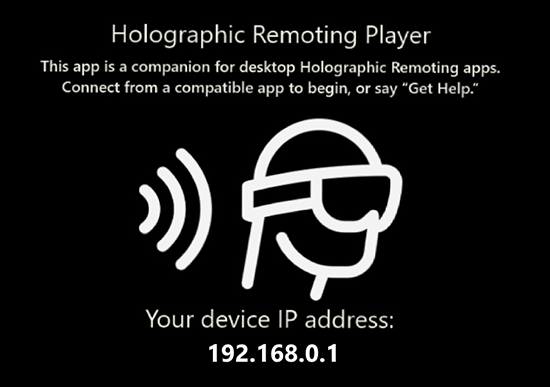 Holographic Remoting Player
This app is a companion for desktop Holographic Remoting apps.
Connect from a compatible app to begin, or say “Get Help.”
Your device IP address:
192.168.0.1